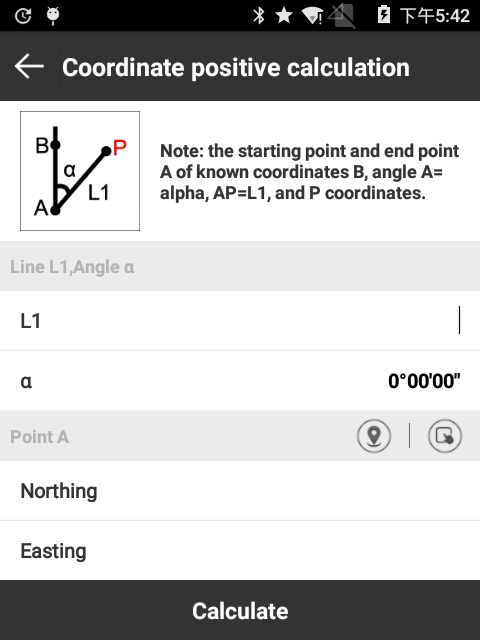 下午5:42
Coordinate positive calculation
B
P
α
L1
A
Note: the starting point and end point
A of known coordinates B, angle A=
alpha, AP=L1, and P coordinates.
Line L1,Angle α
L1
α
0°00'00"
Point A
Northing
Easting
Calculate